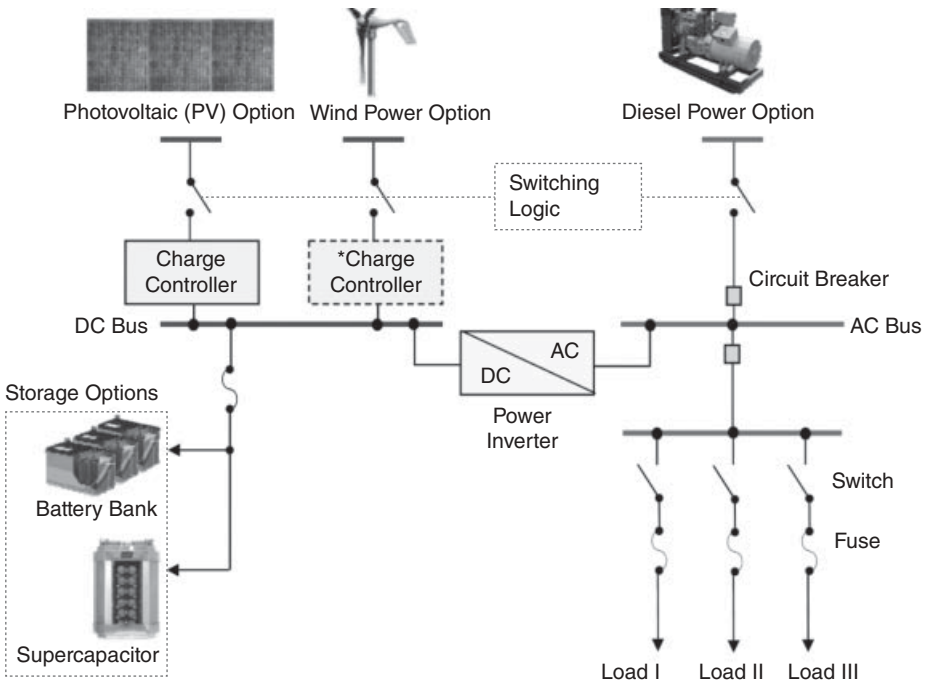 Photovoltaic (PV) Option
Wind Power Option
Diesel Power Option
Switching
Logic
Charge
Controller
*Charge
Controller
Circuit Breaker
DC Bus
AC Bus
AC
DC
Power
Inverter
Storage Options
Battery Bank
Supercapacitor
Switch
Fuse
Load I
Load II
Load III